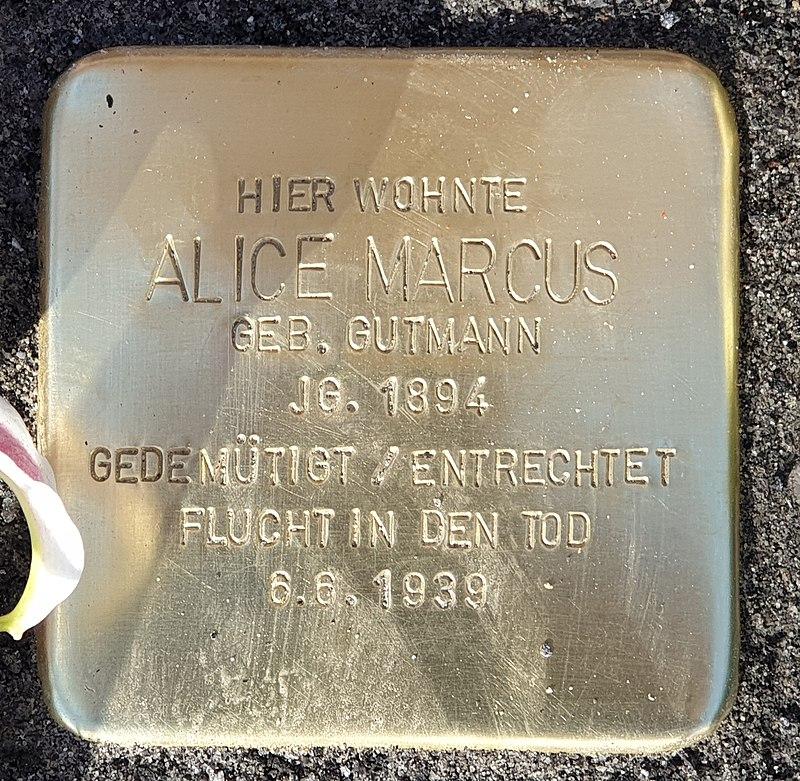 HIER WOHNTE
ALICE MARCUS
GEB. GUTMANN
JG. 1894
GEDEMÜTIGT / ENTRECHTET
FLUCHT IN DEN TOD
6.6.1939